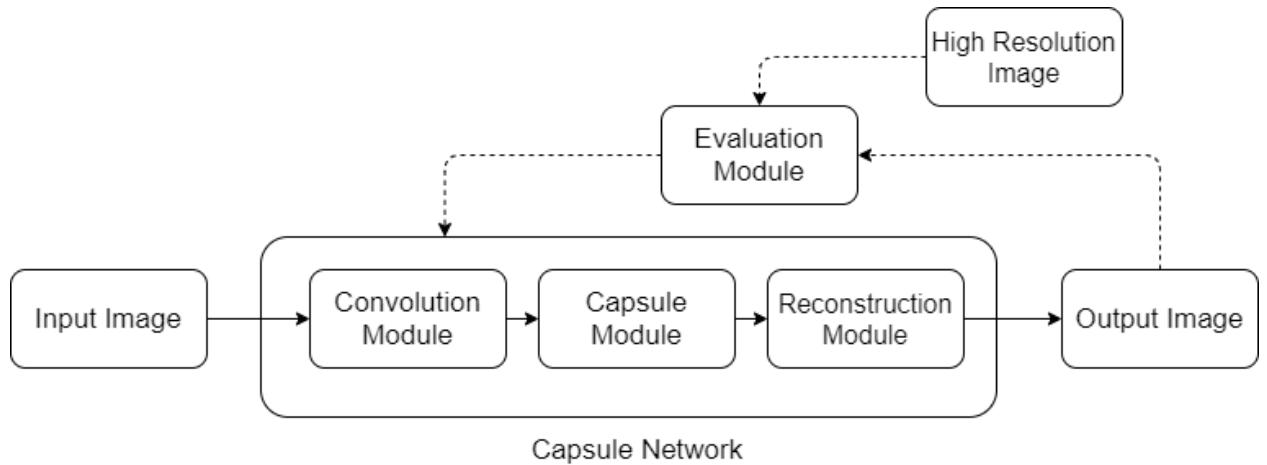 High Resolution
Image
Evaluation
Module
Input Image
Convolution
Module
Capsule
Module
Reconstruction
Module
Output Image
Capsule Network